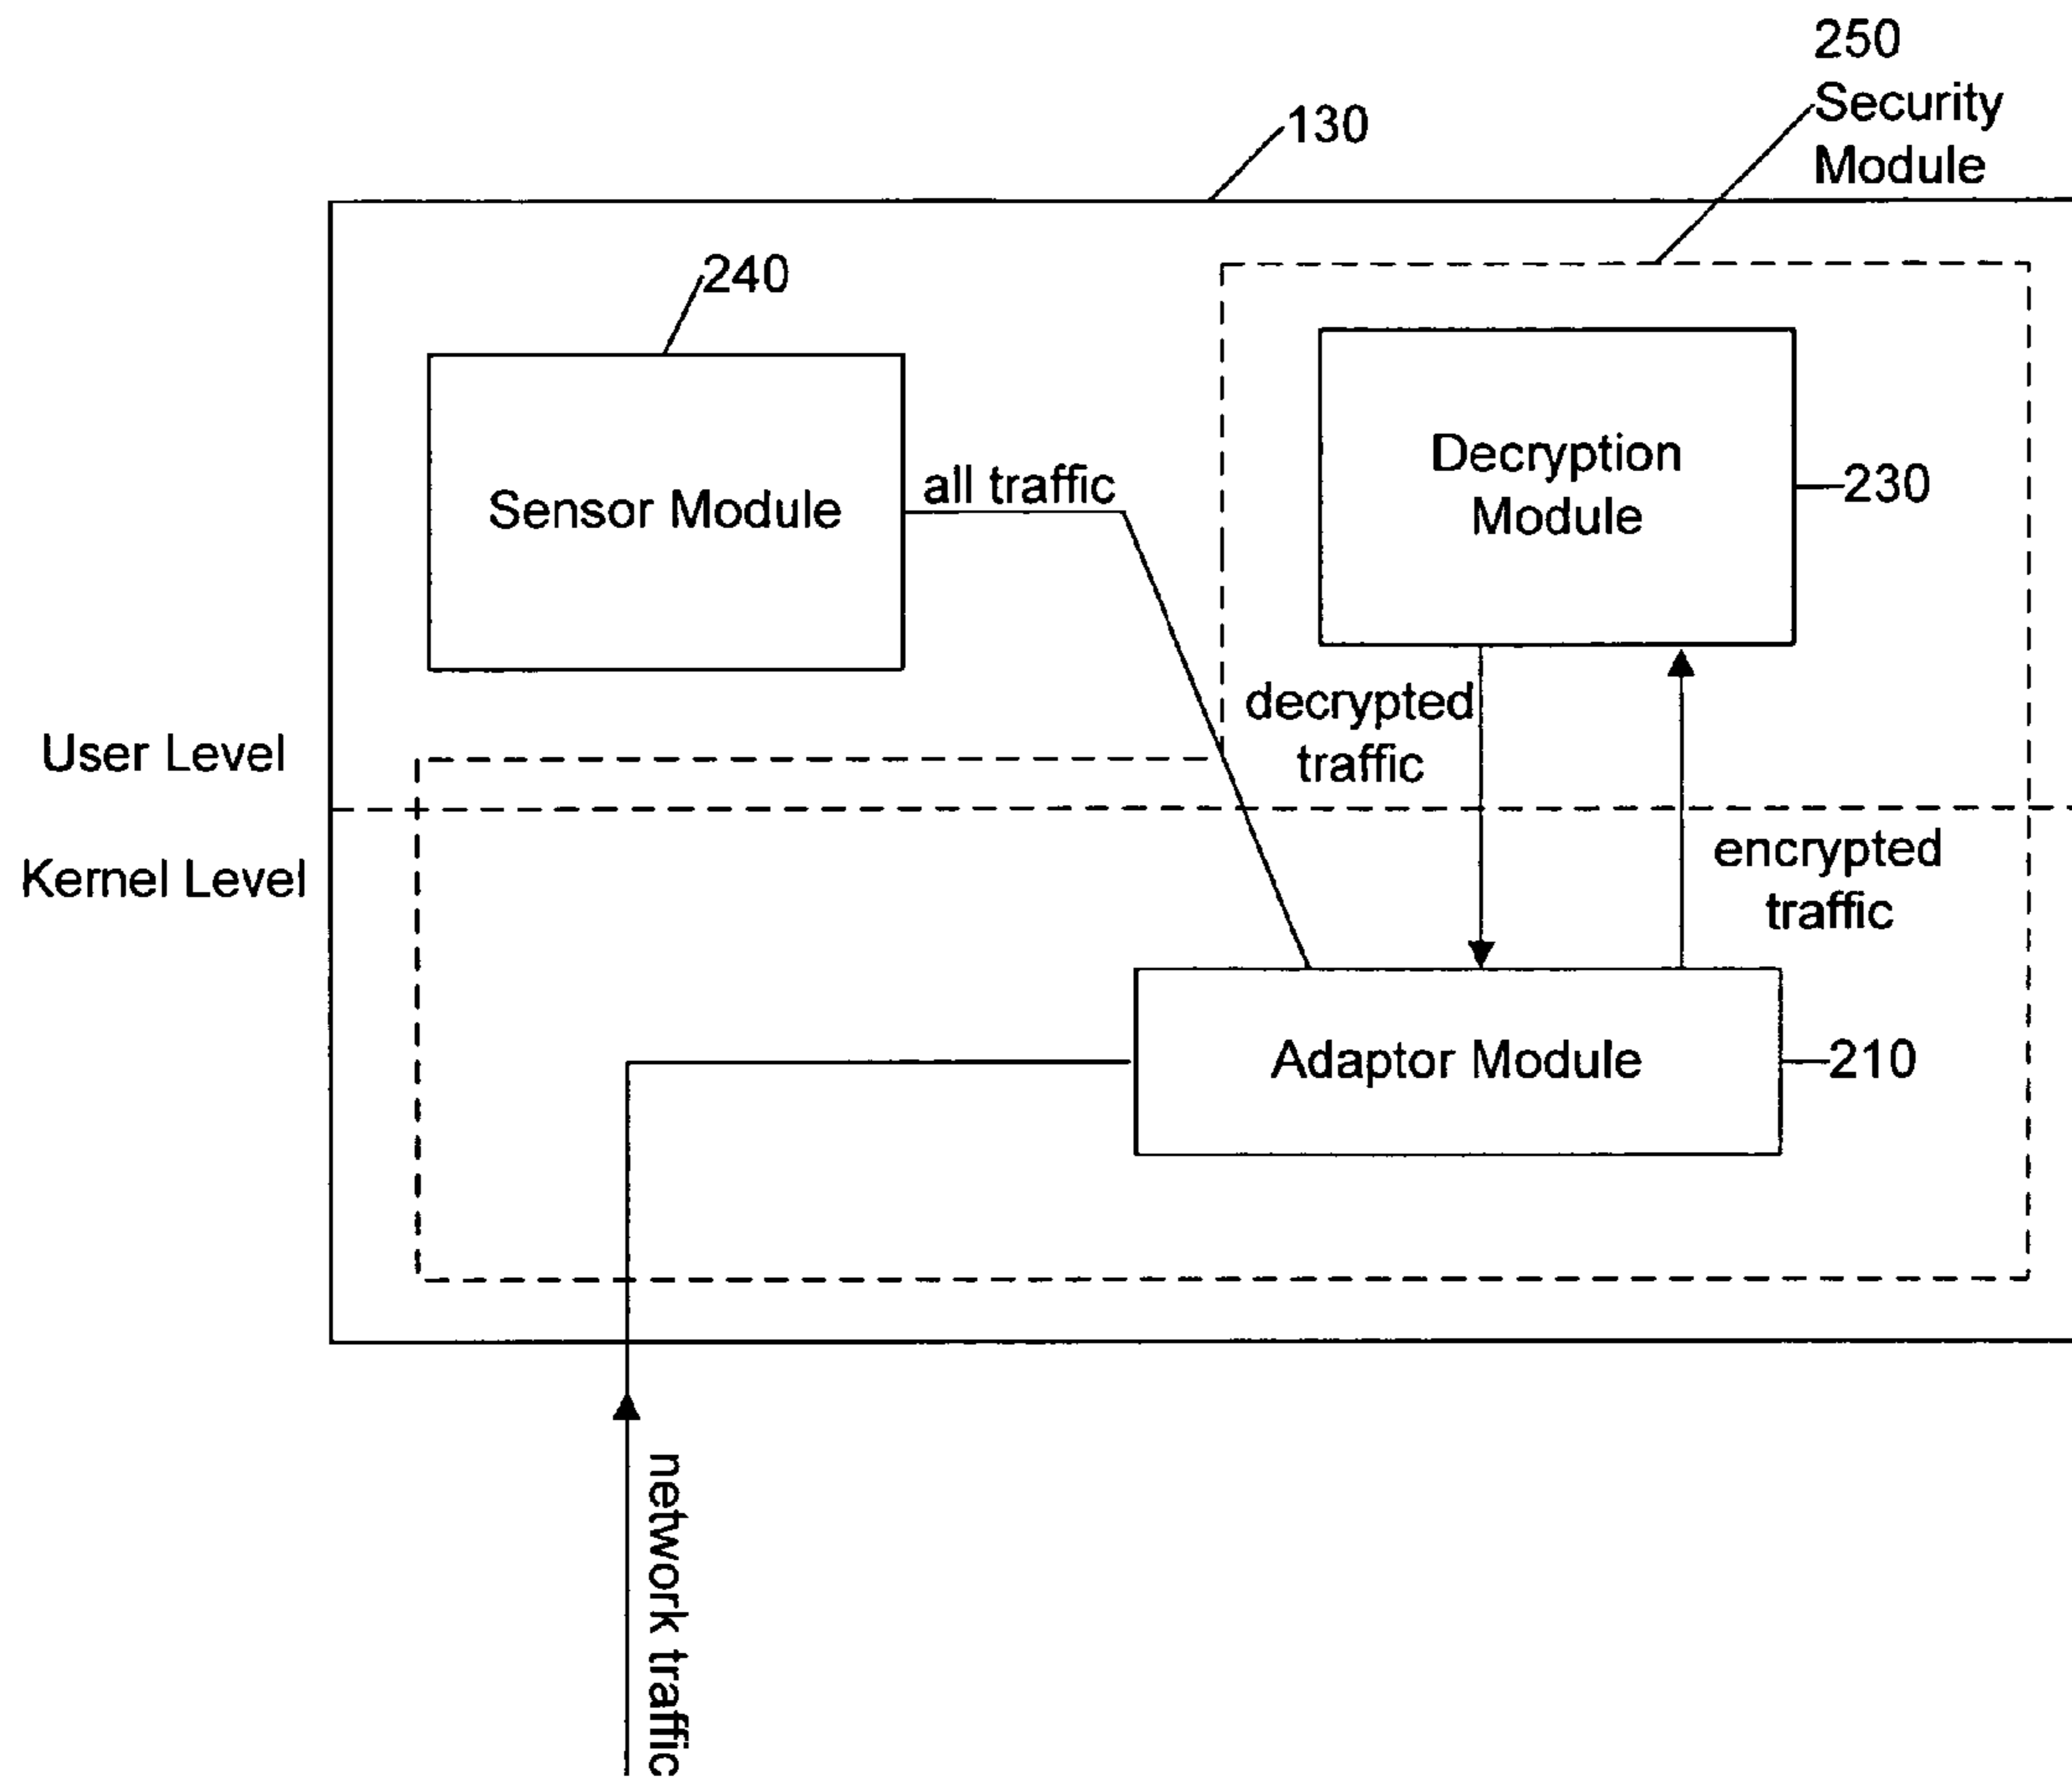 250
Security
Module
130
240
Decryption
Module
230
all traffic
Sensor Module
decrypted
traffic
User Level
Kernel Level
encrypted
traffic
Adaptor Module
210
network traffic